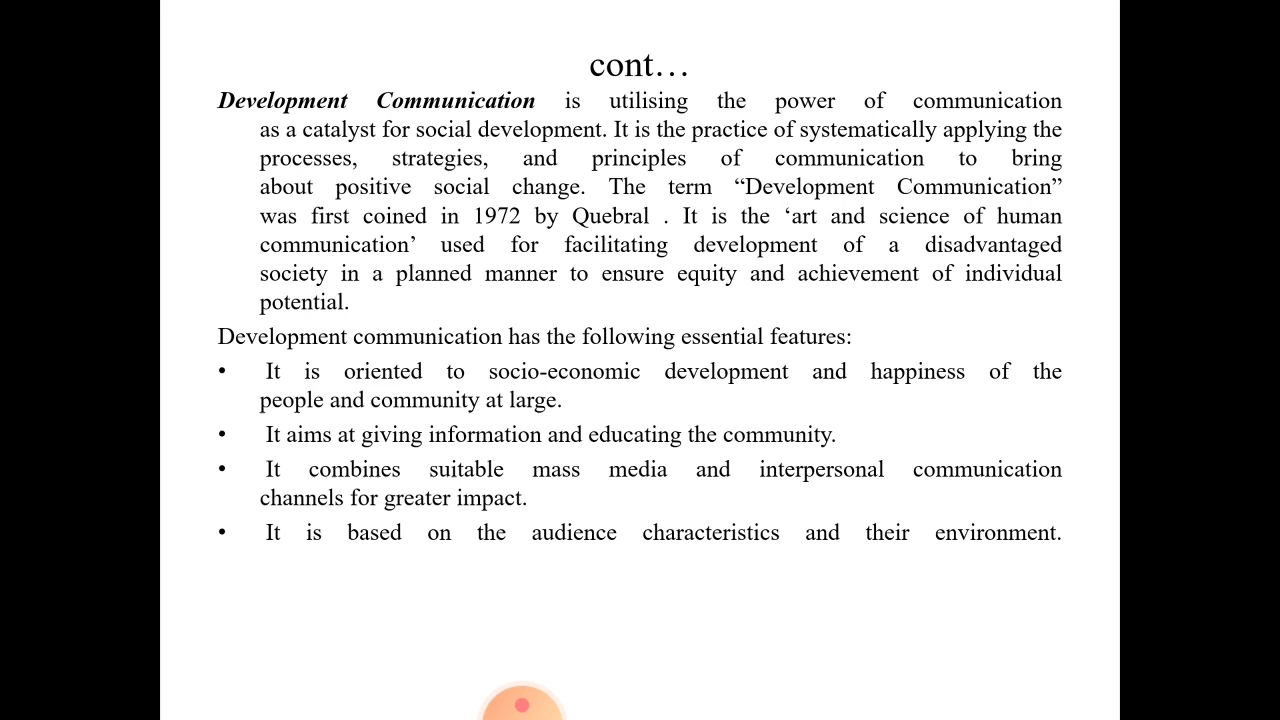 cont…
Development Communication is utilising the power of communication
as a catalyst for social development. It is the practice of systematically applying the
processes, strategies, and principles of communication to bring
about positive social change. The term “Development Communication”
was first coined in 1972 by Quebral . It is the ‘art and science of human
communication’ used for facilitating development of a disadvantaged
society in a planned manner to ensure equity and achievement of individual
potential.
Development communication has the following essential features:
• It is oriented to socio-economic development and happiness of the
people and community at large.
• It aims at giving information and educating the community.
• It combines suitable mass media and interpersonal communication
channels for greater impact.
• It is based on the audience characteristics and their environment.